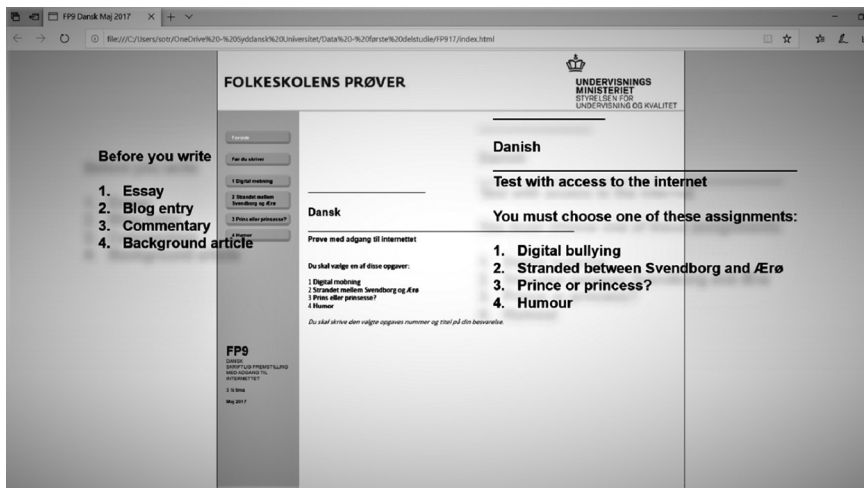 FP9 Dansk Maj 2017
file:///C:/Users/sotr/OneDrive%20-%20Syddansk%20Universitet/Data%20-%20første%20delstudie/FP917/index.html
FOLKESKOLENS PRØVER
UNDERVISNINGS
MINISTERIET
STYRELSEN FOR
UNDERVISNING OG KVALITET
Before you write
1. Essay
2. Blog entry
3. Commentary
4. Background article
Forside
Før du skriver
1 Digital mobning
2 Strandet mellem
Svendborg og Ærø
3 Prins eller prinsesse?
4 Humor
FP9
DANSK
SKRIFTLIG FREMSTILLING
MED ADGANG TIL
INTERNETTET
3 ½ time
Maj 2017
Dansk
Prøve med adgang til internettet
Du skal vælge en af disse opgaver:
1 Digital mobning
2 Strandet mellem Svendborg og Ærø
3 Prins eller prinsesse?
4 Humor
Du skal skrive den valgte opgaves nummer og titel på din besvarelse.
Danish
Test with access to the internet
You must choose one of these assignments:
1. Digital bullying
2. Stranded between Svendborg and Ærø
3. Prince or princess?
4. Humour